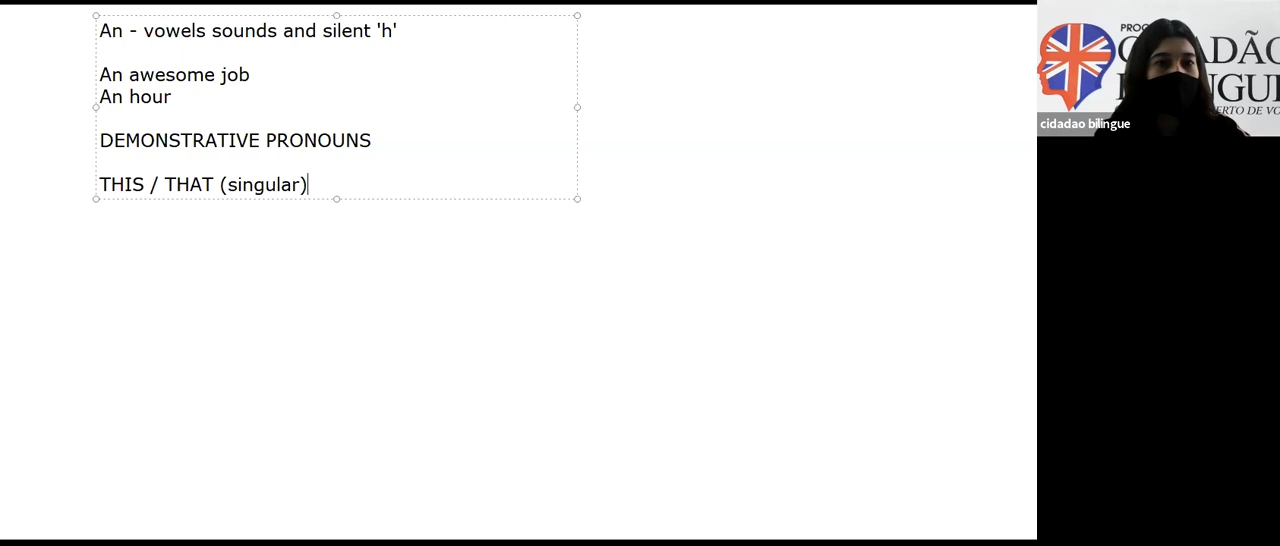 An - vowels sounds and silent 'h'
An awesome job
An hour
DEMONSTRATIVE PRONOUNS
THIS / THAT (singular)
cidadao bilingue